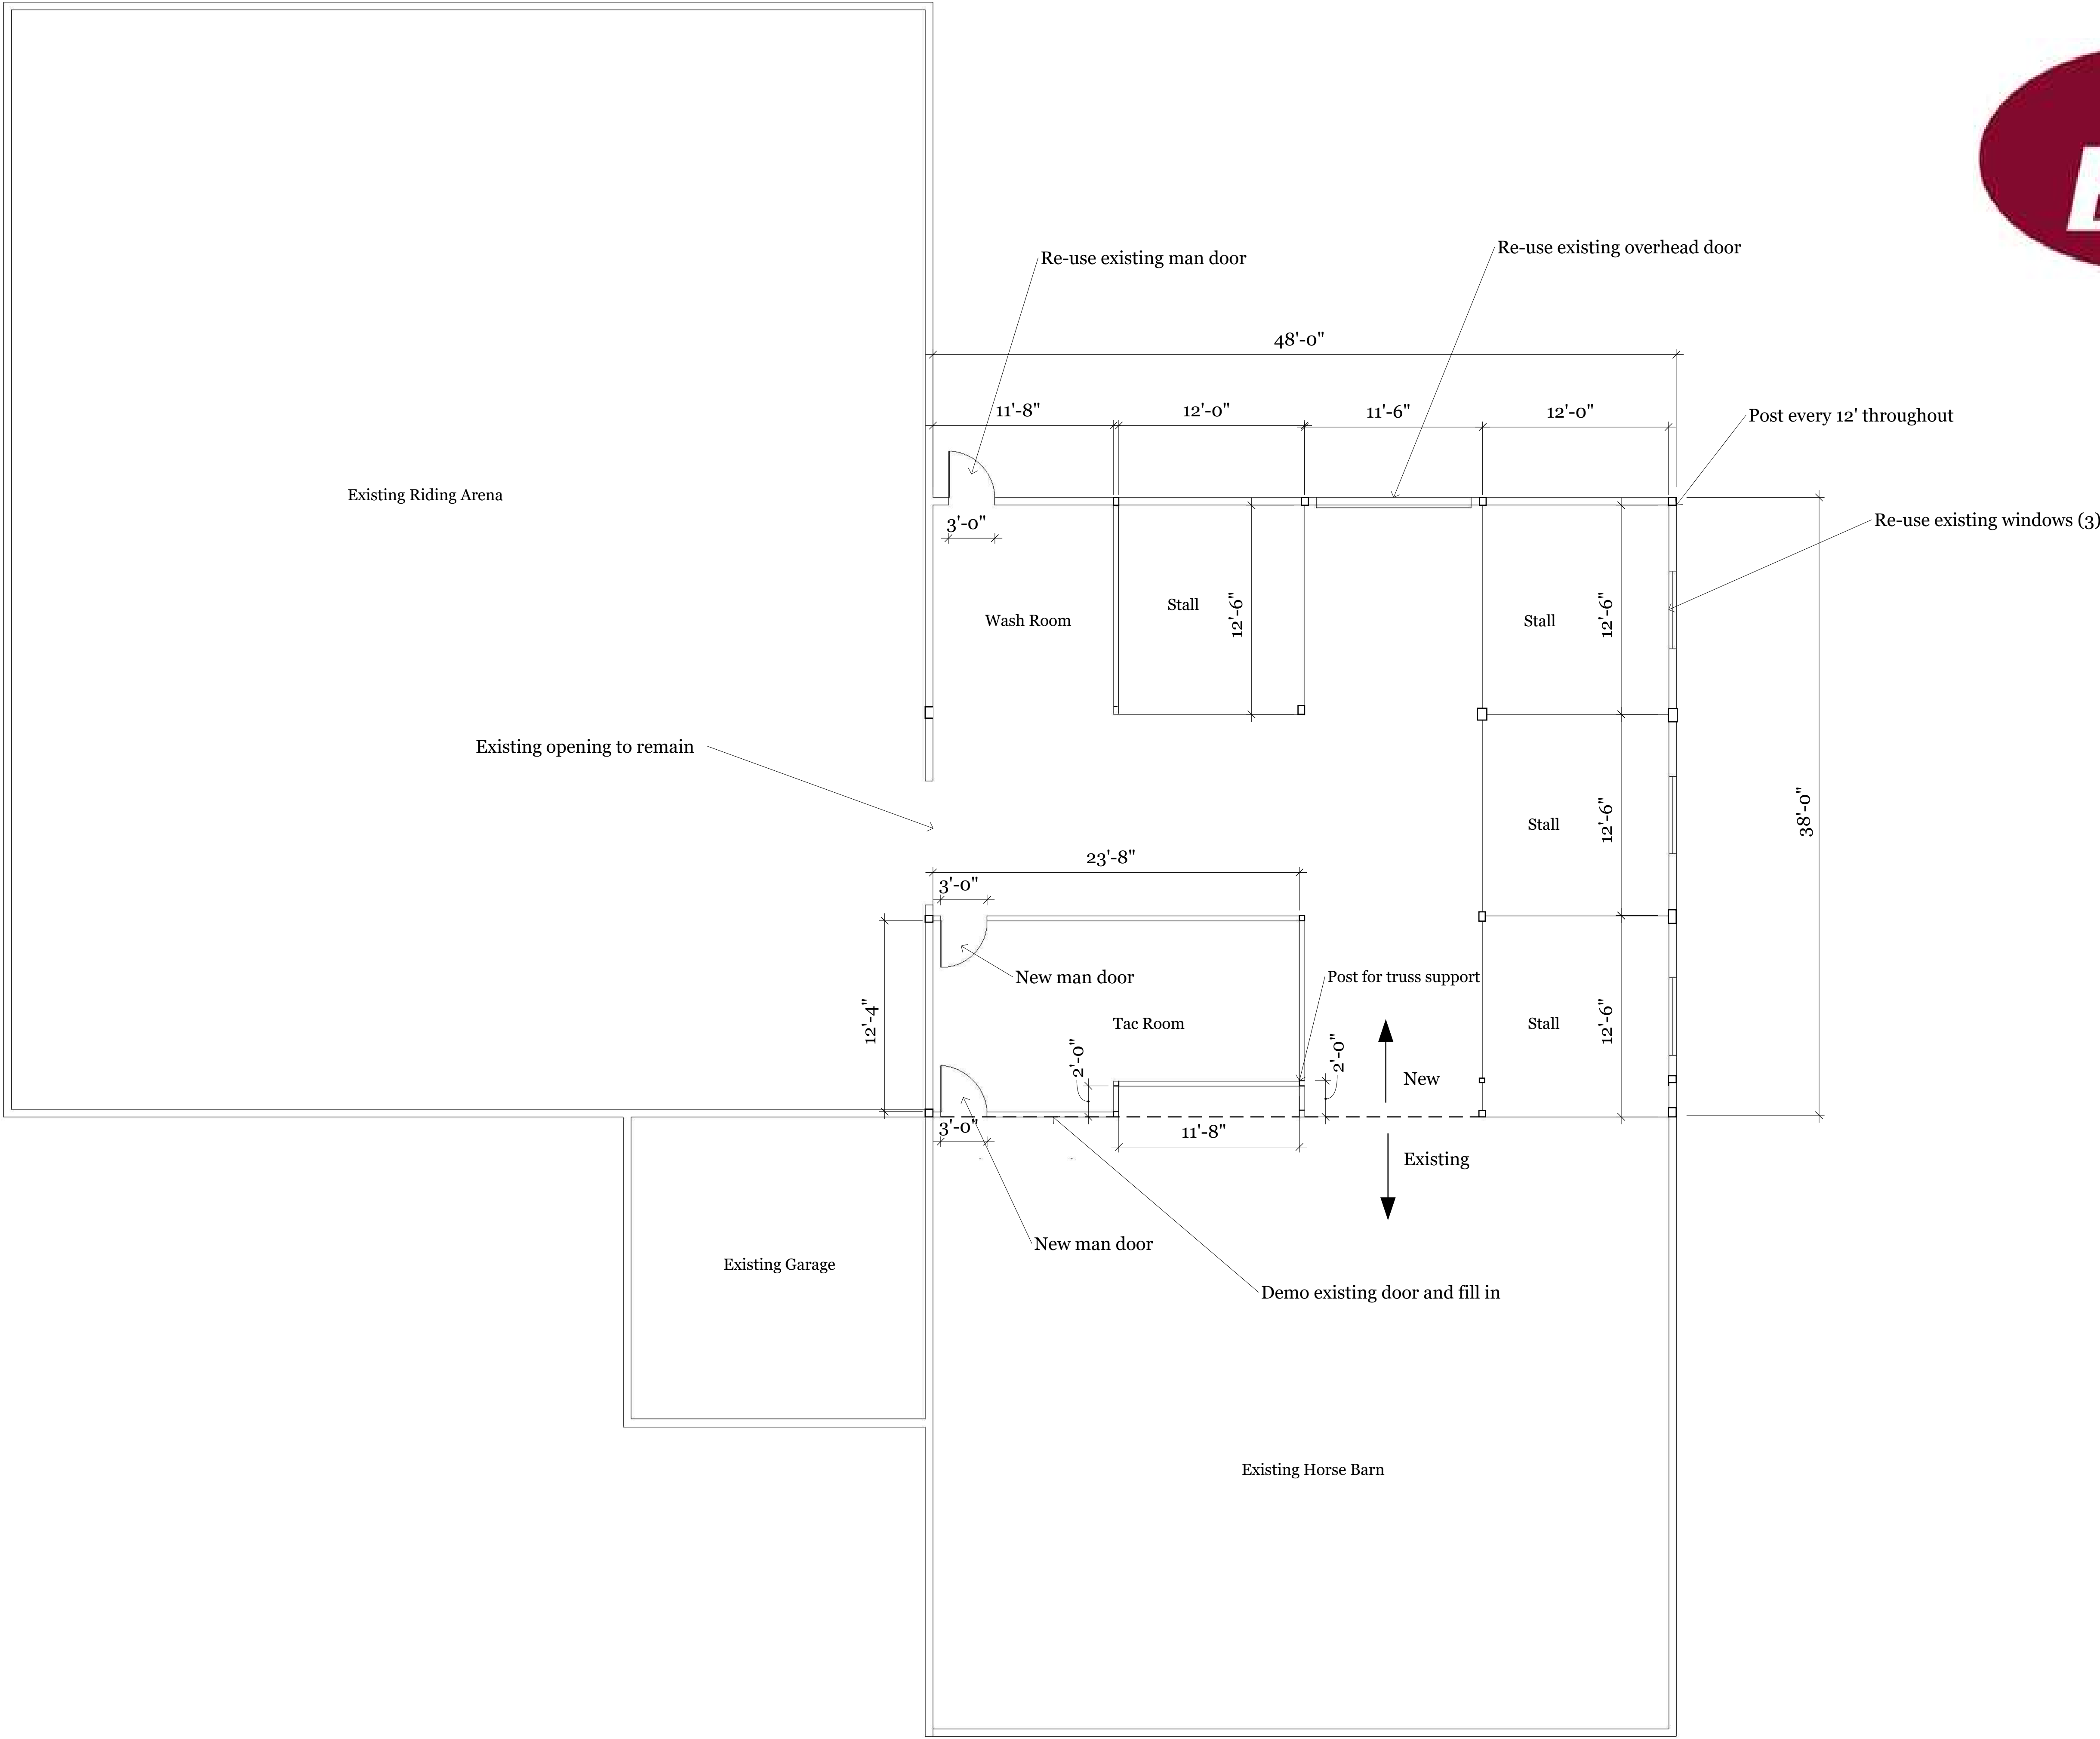 Re-use existing overhead door
Re-use existing man door
48'-0"
11'-8"
12'-0"
11'-6"
12'-0"
Post every 12' throughout
Existing Riding Arena
3'-0"
Re-use existing windows (3)
Wash Room
Stall
12'-6"
Stall
12'-6"
Existing opening to remain
Stall
12'-6"
38'-0"
23'-8"
3'-0"
New man door
Post for truss support
12'-4"
Tac Room
Stall
12'-6"
2'-0"
2'-0"
New
3'-0"
11'-8"
Existing
New man door
Existing Garage
Demo existing door and fill in
Existing Horse Barn